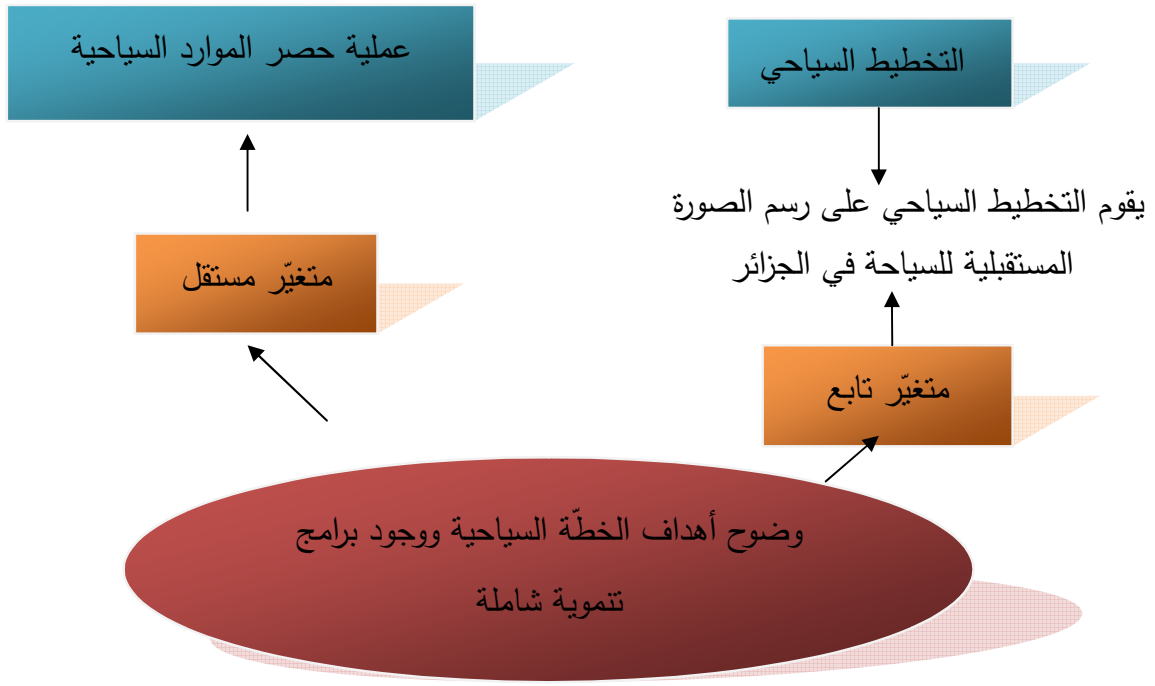 التخطيط السياحي
عملية حصر الموارد السياحية
يقوم التخطيط السياحي على رسم الصورة
المستقبلية للسياحة في الجزائر
متغيّر مستقل
متغيّر تابع
وضوح أهداف الخطّة السياحية ووجود برامج
تنموية شاملة